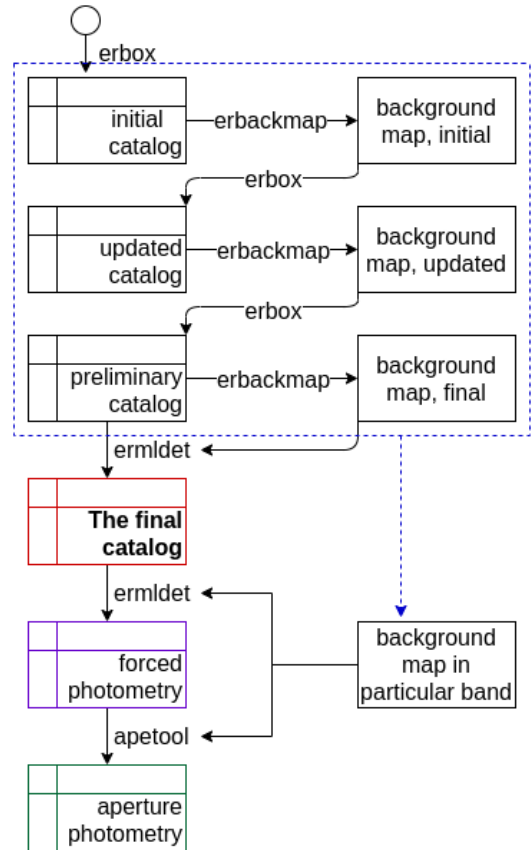 erbox
initial
catalog
erbackmap
background
map, initial
erbox
updated
catalog
erbackmap
background
map, updated
erbox
preliminary
catalog
erbackmap
background
map, final
ermldet
The final
catalog
ermldet
forced
photometry
background
map in
particular band
apetool
aperture
photometry